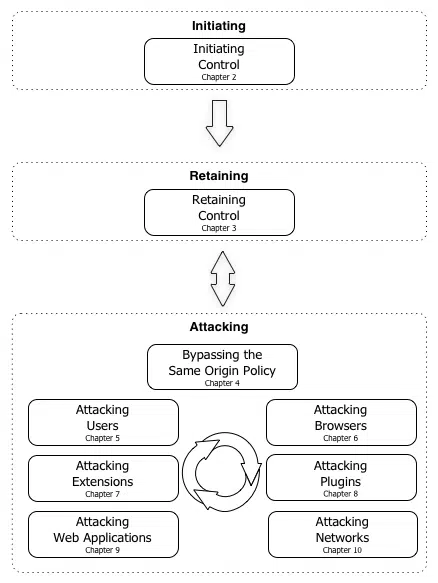 Initiating
Initiating
Control
Chapter 2
Retaining
Retaining
Control
Chapter 3
Attacking
Bypassing the
Same Origin Policy
Chapter 4
Attacking
Users
Chapter 5
Attacking
Browsers
Chapter 6
Attacking
Extensions
Chapter 7
Attacking
Plugins
Chapter 8
Attacking
Web Applications
Chapter 9
Attacking
Networks
Chapter 10